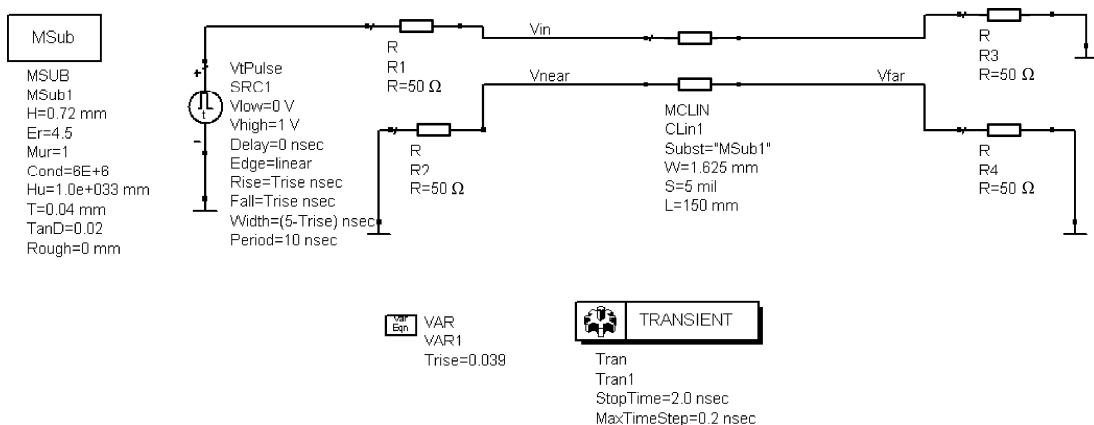 MSub
MSUB
MSub1
H=0.72 mm
Er=4.5
Mur=1
Cond=6E+6
Hu=1.0e+033 mm
T=0.04 mm
TanD=0.02
Rough=0 mm
+
t
-
VtPulse
SRC1
Vlow=0 V
Vhigh=1 V
Delay=0 nsec
Edge=linear
Rise=Trise nsec
Fall=Trise nsec
Width=(5-Trise) nsec
Period=10 nsec
R
R1
R=50 Ω
Vin
R
R3
R=50 Ω
Vnear
Vfar
R
R2
R=50 Ω
MCLIN
CLin1
Subst="MSub1"
W=1.625 mm
S=5 mil
L=150 mm
R
R4
R=50 Ω
Var
Eqn
VAR
VAR1
Trise=0.039
TRANSIENT
Tran
Tran1
StopTime=2.0 nsec
MaxTimeStep=0.2 nsec